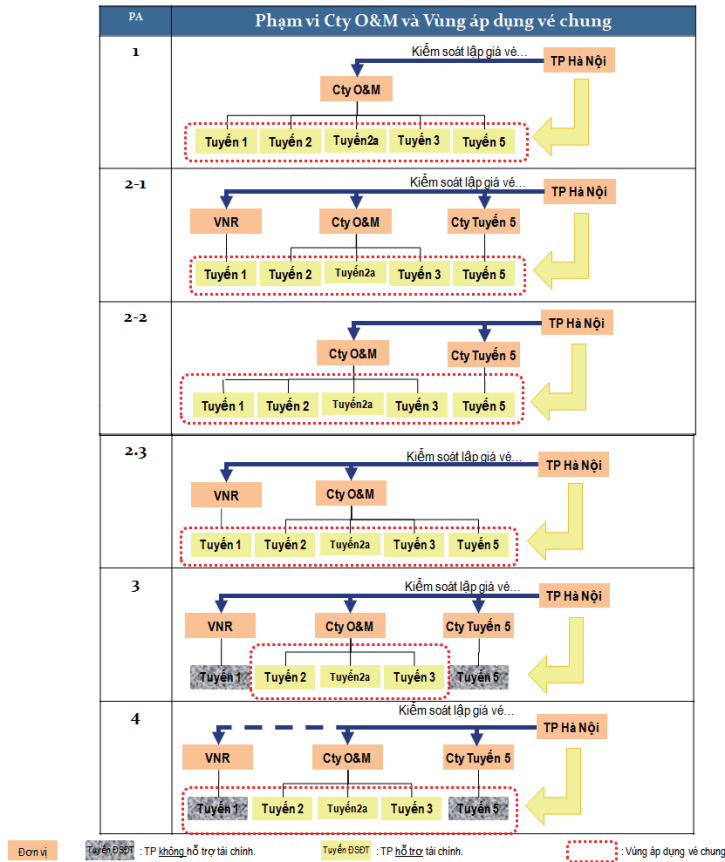 PA
Phạm vi Cty O&M và Vùng áp dụng vé chung
1
Kiểm soát lập giá vé...
TP Hà Nội
Cty O&M
Tuyến 1 Tuyến 2 Tuyến2a Tuyến 3 Tuyến 5
2-1
Kiểm soát lập giá vé...
TP Hà Nội
VNR Cty O&M Cty Tuyến 5
Tuyến 1 Tuyến 2 Tuyến2a Tuyến 3 Tuyến 5
2-2
TP Hà Nội
Cty O&M Cty Tuyến 5
Tuyến 1 Tuyến 2 Tuyến2a Tuyến 3 Tuyến 5
2.3
Kiểm soát lập giá vé...
TP Hà Nội
VNR Cty O&M
Tuyến 1 Tuyến 2 Tuyến2a Tuyến 3 Tuyến 5
3
Kiểm soát lập giá vé...
TP Hà Nội
VNR Cty O&M Cty Tuyến 5
Tuyến 1 Tuyến 2 Tuyến2a Tuyến 3 Tuyến 5
4
Kiểm soát lập giá vé...
TP Hà Nội
VNR Cty O&M Cty Tuyến 5
Tuyến 1 Tuyến 2 Tuyến2a Tuyến 3 Tuyến 5
Đơn vị Tuyến ĐSĐT : TP không hỗ trợ tài chính. Tuyến ĐSĐT : TP hỗ trợ tài chính. : Vùng áp dụng vé chung